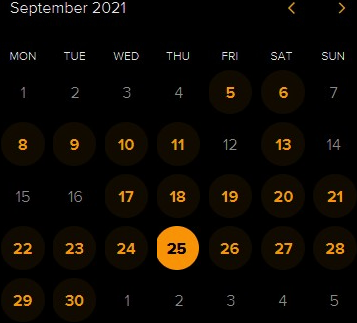 September 2021
MON TUE WED THU FRI SAT SUN
1 2 3 4 5 6 7
8 9 10 11 12 13 14
15 16 17 18 19 20 21
22 23 24 25 26 27 28
29 30 1 2 3 4 5